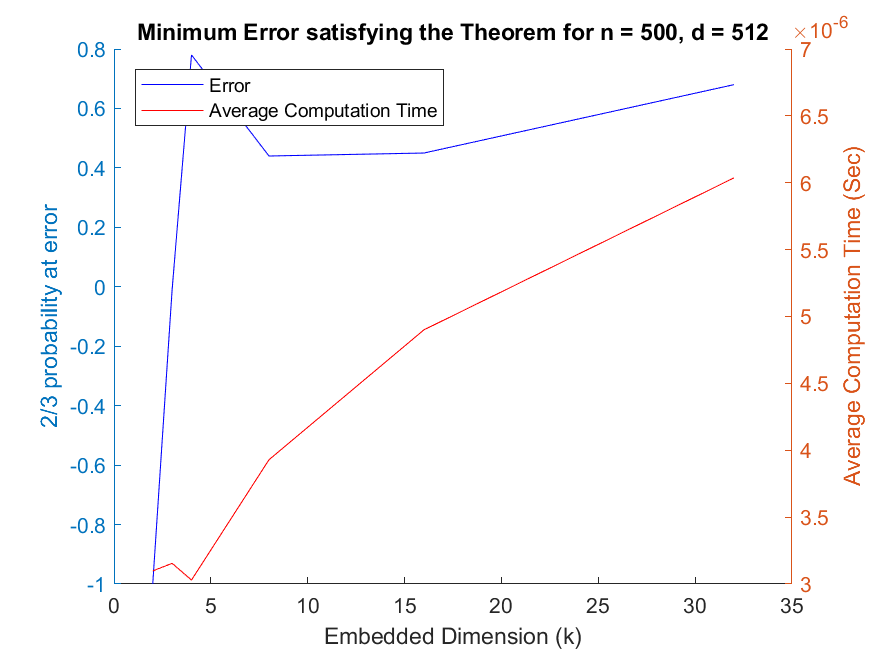 Minimum Error satisfying the Theorem for n = 500, d = 512
×10-6
Error
Average Computation Time
2/3 probability at error
0.8
0.6
0.4
0.2
0
-0.2
-0.4
-0.6
-0.8
-1
7
6.5
6
5.5
5
4.5
4
3.5
3
Average Computation Time (Sec)
0 5 10 15 20 25 30 35
Embedded Dimension (k)